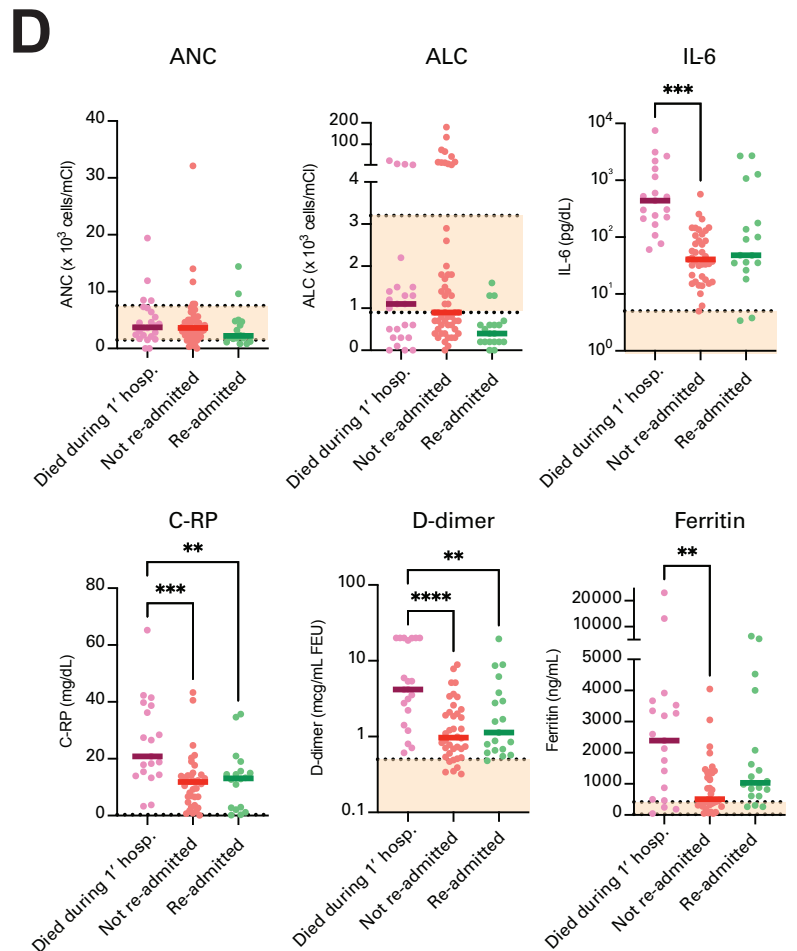 D
ANC
ALC
IL-6
***
ANC (x 10³ cells/mCl)
40
30
20
10
0
ALC (x 10³ cells/mCl)
200
100
4
3
2
1
0
IL-6 (pg/dL)
10⁴
10³
10²
10¹
10⁰
Died during 1′ hosp.
Not re-admitted
Re-admitted
Died during 1′ hosp.
Not re-admitted
Re-admitted
Died during 1′ hosp.
Not re-admitted
Re-admitted
C-RP
D-dimer
Ferritin
**
***
**
****
**
C-RP (mg/dL)
80
60
40
20
0
D-dimer (mcg/mL FEU)
100
10
1
0.1
Ferritin (ng/mL)
20000
10000
5000
4000
3000
2000
1000
0
Died during 1′ hosp.
Not re-admitted
Re-admitted
Died during 1′ hosp.
Not re-admitted
Re-admitted
Died during 1′ hosp.
Not re-admitted
Re-admitted